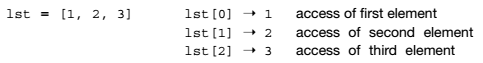 lst = [1, 2, 3] lst[0] → 1 access of first element
lst[1] → 2 access of second element
lst[2] → 3 access of third element